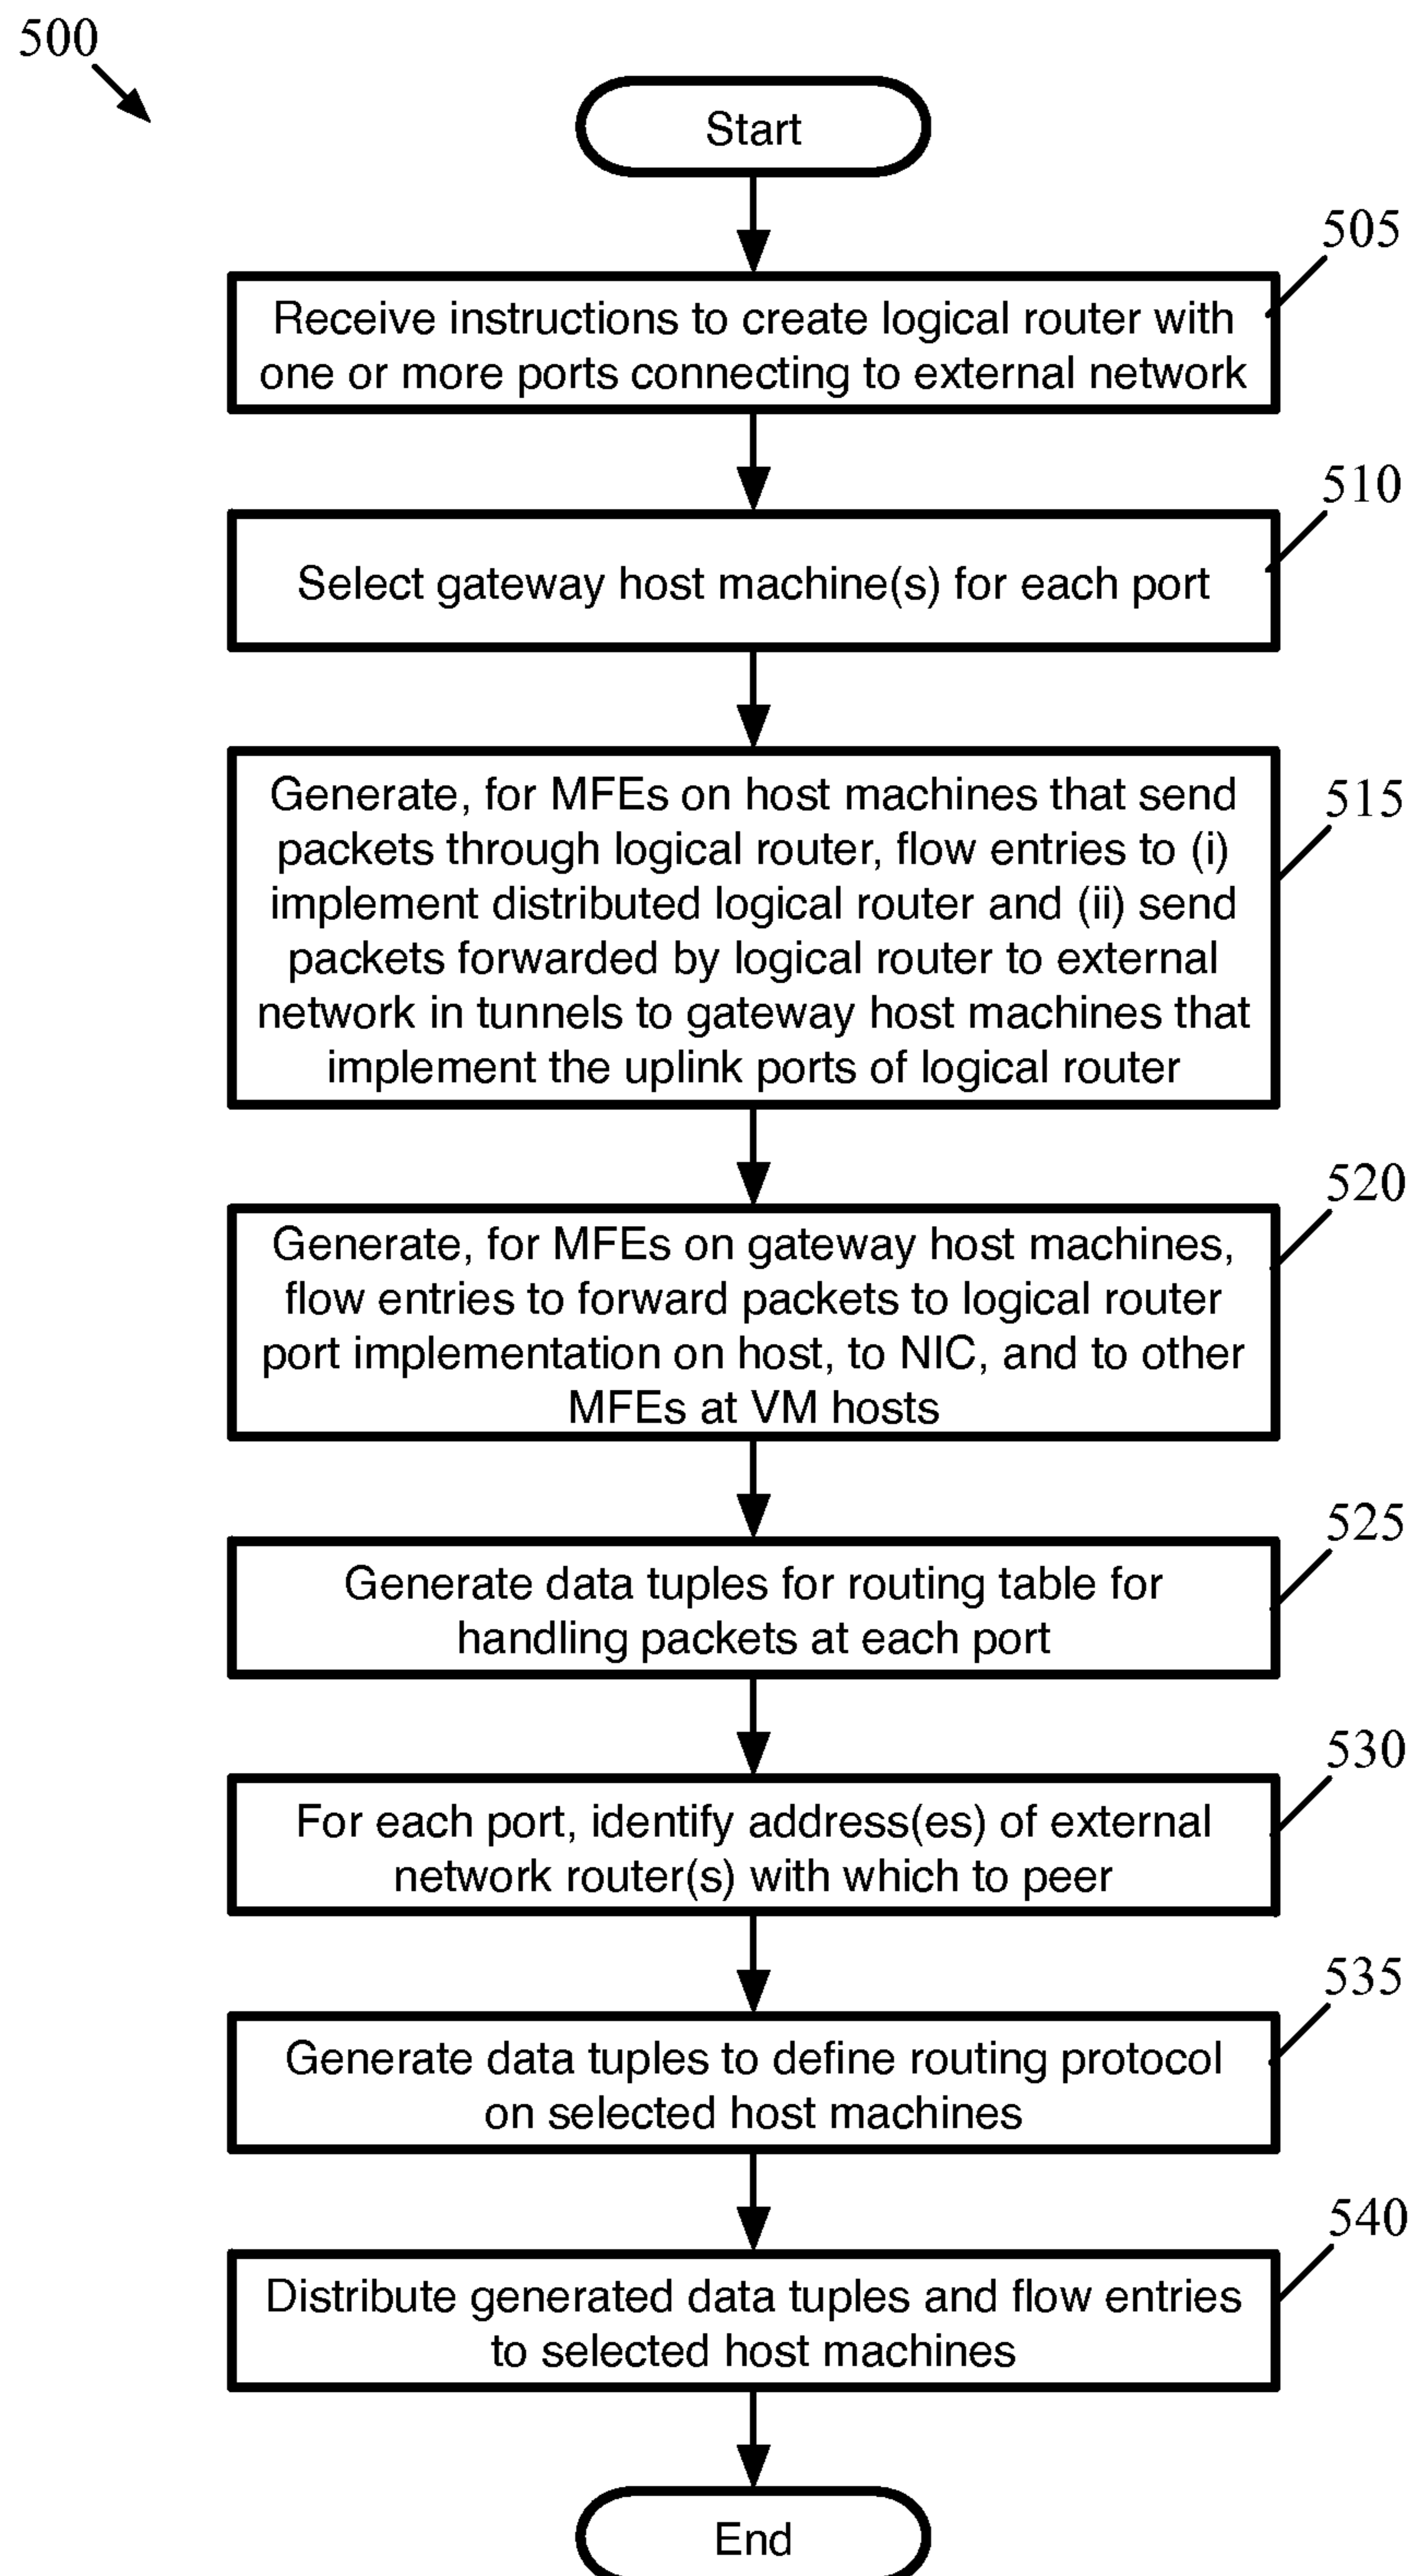 500
Start
505
Receive instructions to create logical router with
one or more ports connecting to external network
510
Select gateway host machine(s) for each port
515
Generate, for MFEs on host machines that send
packets through logical router, flow entries to (i)
implement distributed logical router and (ii) send
packets forwarded by logical router to external
network in tunnels to gateway host machines that
implement the uplink ports of logical router
520
Generate, for MFEs on gateway host machines,
flow entries to forward packets to logical router
port implementation on host, to NIC, and to other
MFEs at VM hosts
525
Generate data tuples for routing table for
handling packets at each port
530
For each port, identify address(es) of external
network router(s) with which to peer
535
Generate data tuples to define routing protocol
on selected host machines
540
Distribute generated data tuples and flow entries
to selected host machines
End